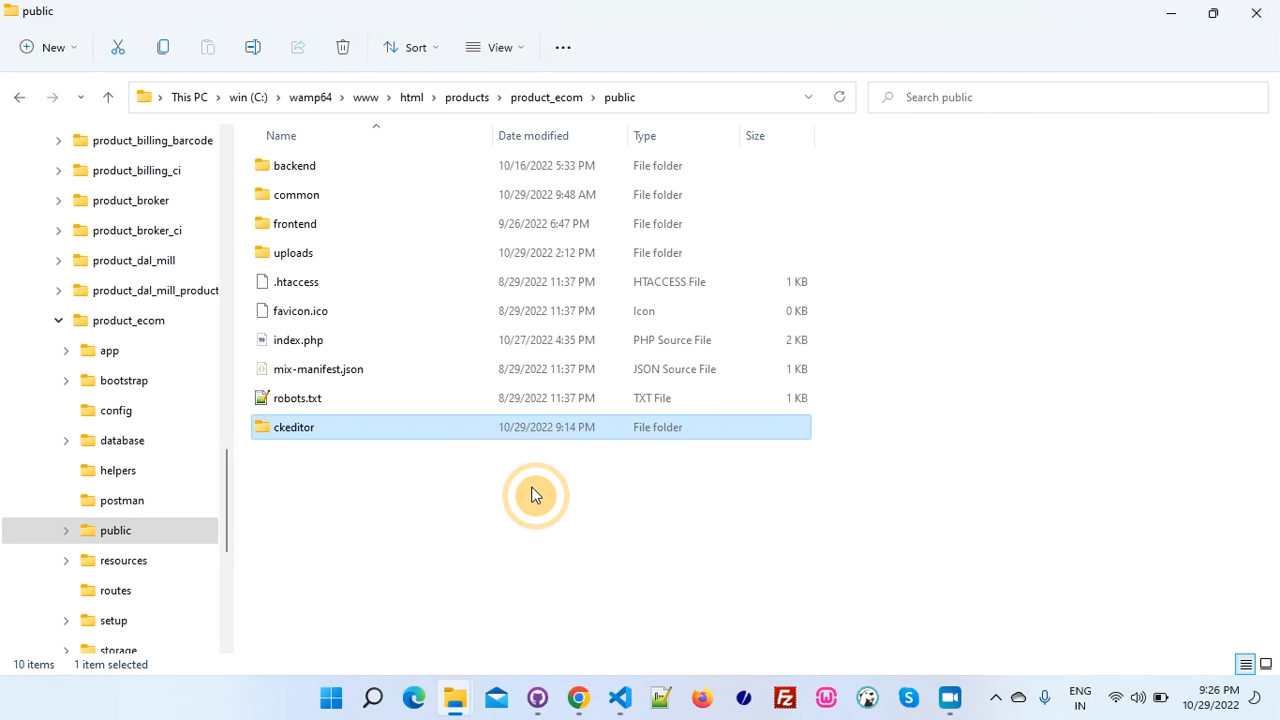 public
New
Sort
View
This PC
win (C:)
wamp64
www
html
products
product_ecom
public
Search public
Name
Date modified
Type
Size
product_billing_barcode
product_billing_ci
product_broker
product_broker_ci
product_dal_mill
product_dal_mill_product
product_ecom
app
bootstrap
config
database
helpers
postman
public
resources
routes
setup
storage
backend 10/16/2022 5:33 PM File folder
common 10/29/2022 9:48 AM File folder
frontend 9/26/2022 6:47 PM File folder
uploads 10/29/2022 2:12 PM File folder
.htaccess 8/29/2022 11:37 PM HTACCESS File 1 KB
favicon.ico 8/29/2022 11:37 PM Icon 0 KB
index.php 10/27/2022 4:35 PM PHP Source File 2 KB
mix-manifest.json 8/29/2022 11:37 PM JSON Source File 1 KB
robots.txt 8/29/2022 11:37 PM TXT File 1 KB
ckeditor 10/29/2022 9:14 PM File folder
10 items 1 item selected
ENG
IN
9:26 PM
10/29/2022